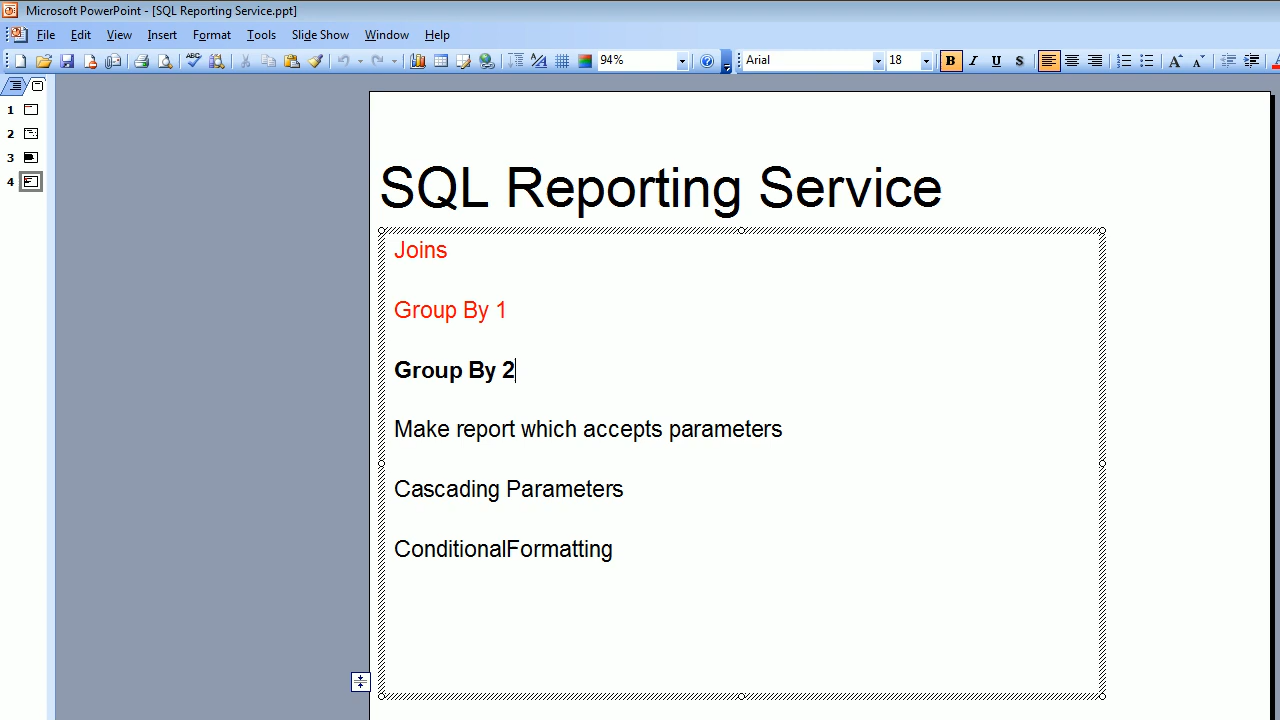 Microsoft PowerPoint - [SQL Reporting Service.ppt]
File Edit View Insert Format Tools Slide Show Window Help
94% Arial 18 B I U S A A A
1
2
3
4
SQL Reporting Service
Joins
Group By 1
Group By 2
Make report which accepts parameters
Cascading Parameters
ConditionalFormatting